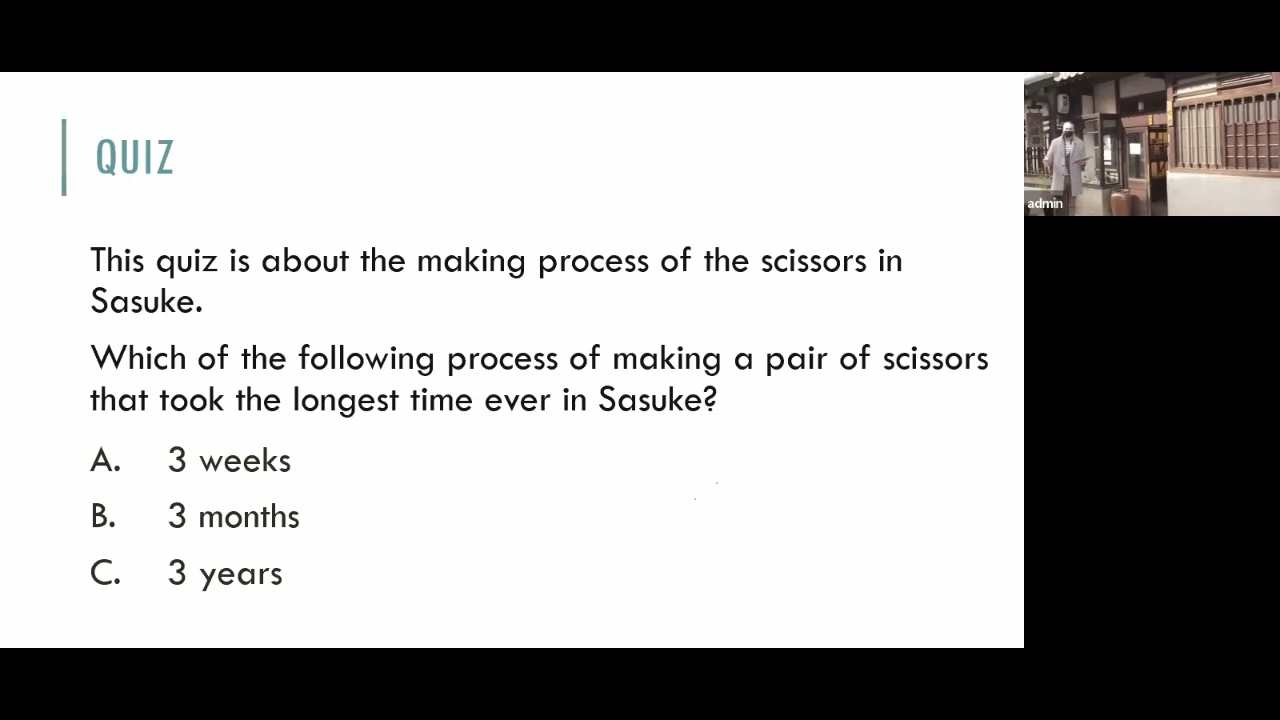 QUIZ
This quiz is about the making process of the scissors in
Sasuke.
Which of the following process of making a pair of scissors
that took the longest time ever in Sasuke?
A. 3 weeks
B. 3 months
C. 3 years
admin